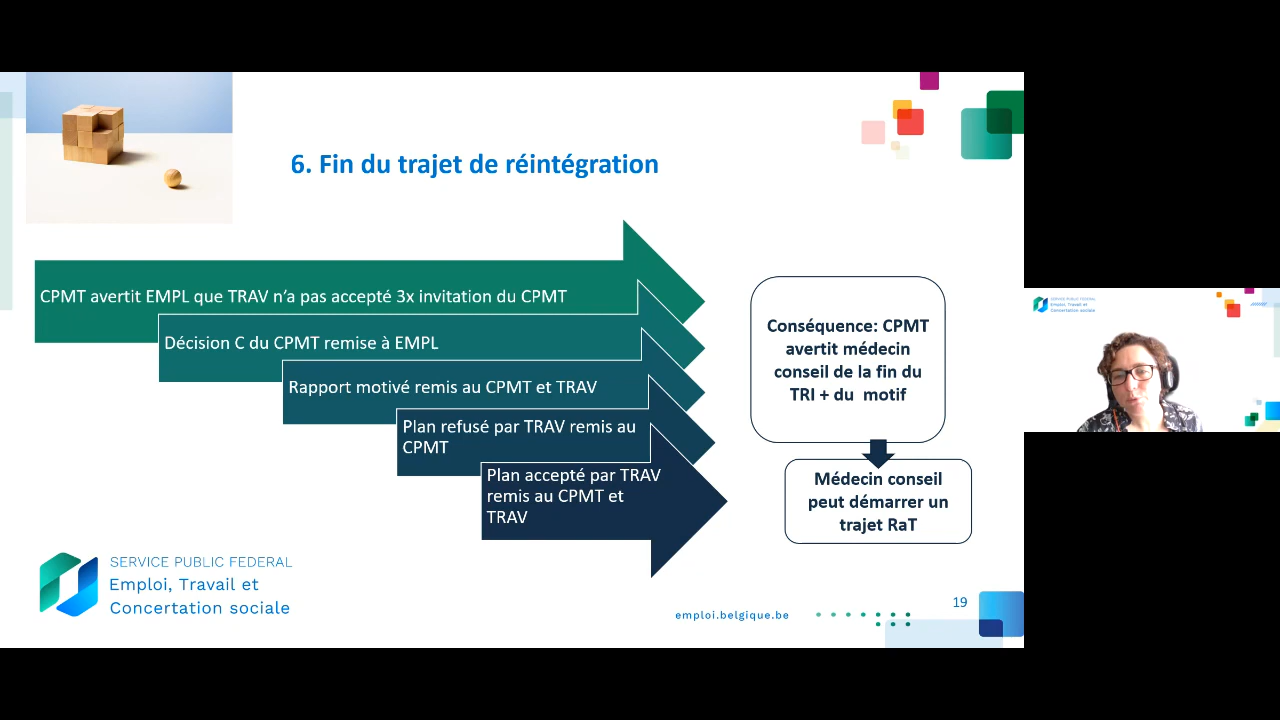 6. Fin du trajet de réintégration
CPMT avertit EMPL que TRAV n'a pas accepté 3x invitation du CPMT
Décision C du CPMT remise à EMPL
Rapport motivé remis au CPMT et TRAV
Plan refusé par TRAV remis au
CPMT
Plan accepté par TRAV
remis au CPMT et
TRAV
Conséquence: CPMT
avertit médecin
conseil de la fin du
TRI + du motif
Médecin conseil
peut démarrer un
trajet RaT
SERVICE PUBLIC FEDERAL
Emploi, Travail et
Concertation sociale
emploi.belgique.be
19
SERVICE PUBLIC FEDERAL
Emploi, Travail et
Concertation sociale